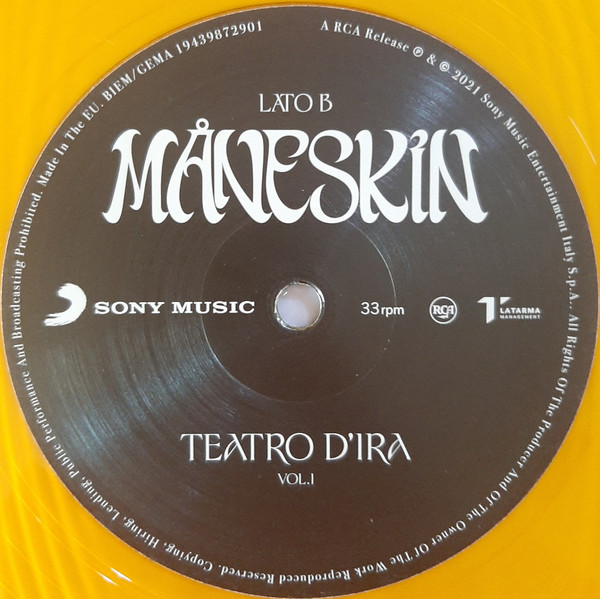 LATO B
MÅNESKIN
SONY MUSIC
33rpm
RCA
LATARMA
MANAGEMENT
TEATRO D'IRA
VOL.I
A RCA Release ℗ & © 2021 Sony Music Entertainment Italy S.p.A.. All Rights Of The Producer And Of The Owner Of The Work Reproduced Reserved. Copying, Hiring, Lending, Public Performance And Broadcasting Prohibited. Made In The EU. BIEM/GEMA 19439872901